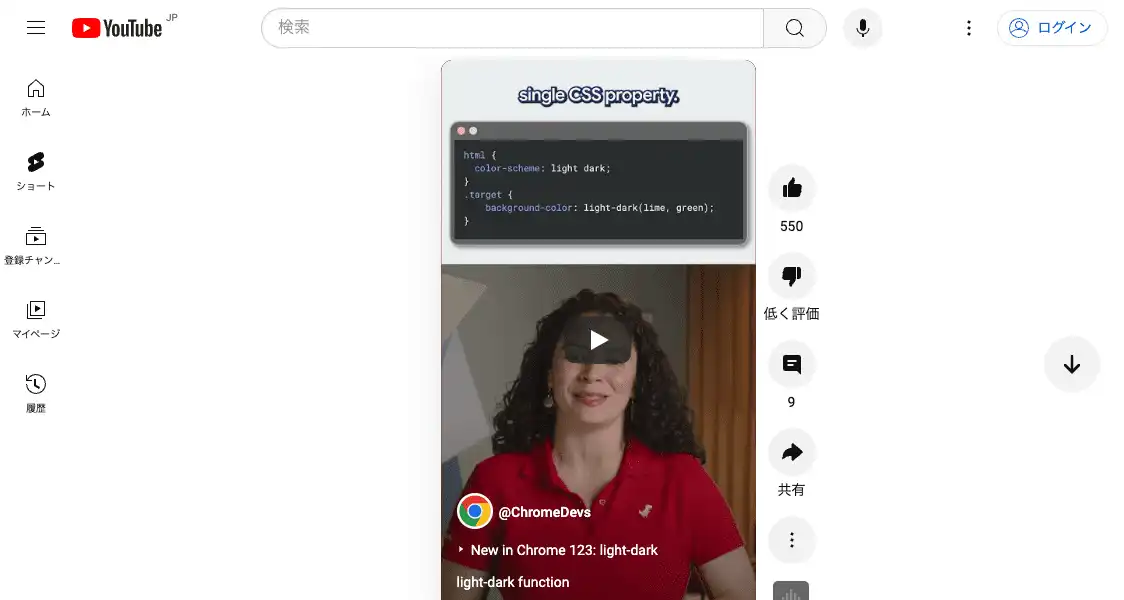 YouTube JP
検索
ログイン
ホーム
ショート
登録チャン...
マイページ
履歴
single CSS property.
html {
  color-scheme: light dark;
}
.target {
    background-color: light-dark(lime, green);
}
@ChromeDevs
New in Chrome 123: light-dark
light-dark function
550
低く評価
9
共有